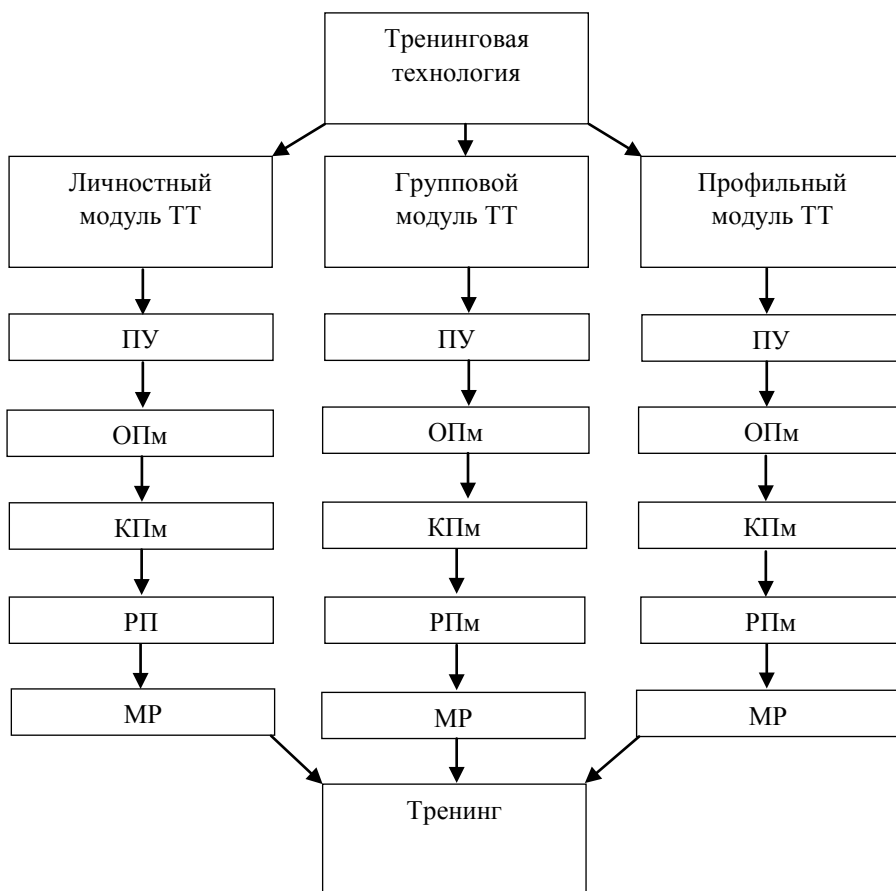 Тренинговая
технология
Личностный
модуль ТТ
Групповой
модуль ТТ
Профильный
модуль ТТ
ПУ
ПУ
ПУ
ОПм
ОПм
ОПм
КПм
КПм
КПм
РП
РПм
РПм
МР
МР
МР
Тренинг